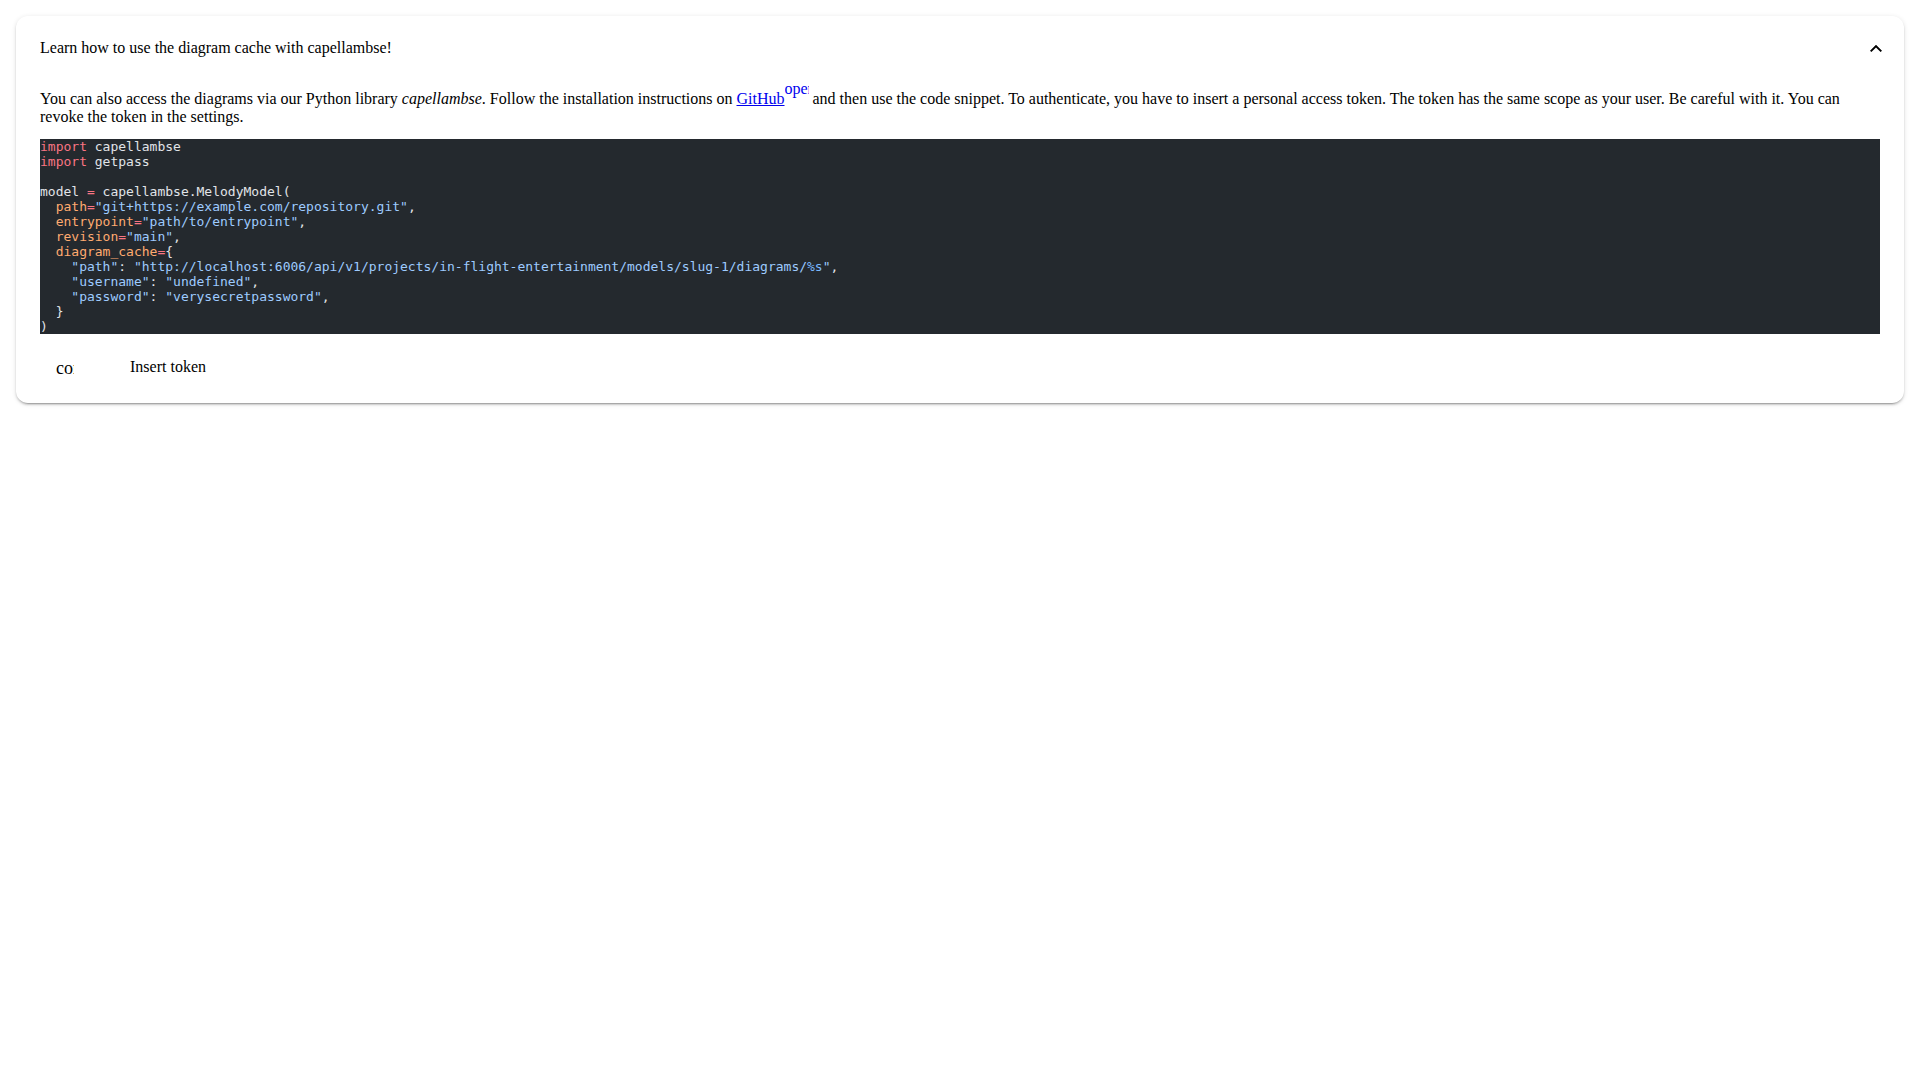 Learn how to use the diagram cache with capellambse!
You can also access the diagrams via our Python library capellambse. Follow the installation instructions on GitHub and then use the code snippet. To authenticate, you have to insert a personal access token. The token has the same scope as your user. Be careful with it. You can
revoke the token in the settings.
import capellambse
import getpass
model = capellambse.MelodyModel(
  path="git+https://example.com/repository.git",
  entrypoint="path/to/entrypoint",
  revision="main",
  diagram_cache={
    "path": "http://localhost:6006/api/v1/projects/in-flight-entertainment/models/slug-1/diagrams/%s",
    "username": "undefined",
    "password": "verysecretpassword",
  }
)
co Insert token